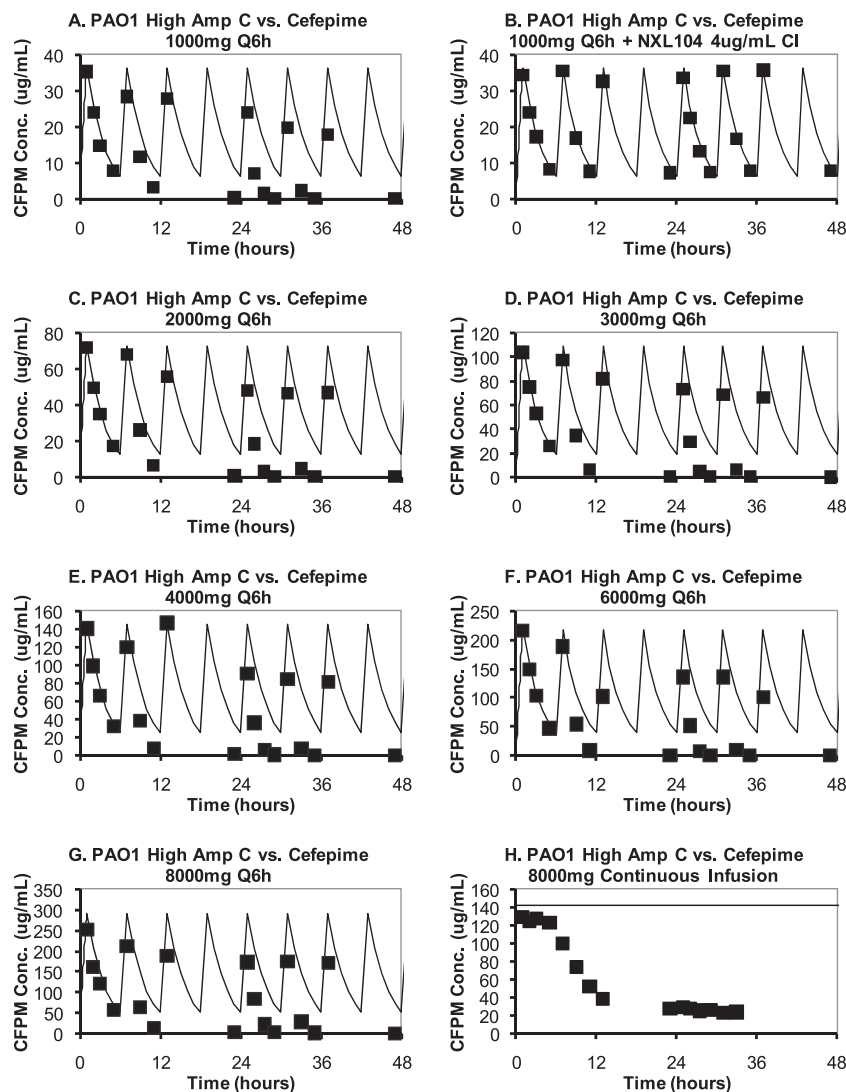 A. PAO1 High Amp C vs. Cefepime
1000mg Q6h
CFPM Conc. (ug/mL)
40
30
20
10
0
0 12 24 36 48
Time (hours)
B. PAO1 High Amp C vs. Cefepime
1000mg Q6h + NXL104 4ug/mL CI
CFPM Conc. (ug/mL)
40
30
20
10
0
0 12 24 36 48
Time (hours)
C. PAO1 High Amp C vs. Cefepime
2000mg Q6h
CFPM Conc. (ug/mL)
80
60
40
20
0
0 12 24 36 48
Time (hours)
D. PAO1 High Amp C vs. Cefepime
3000mg Q6h
CFPM Conc. (ug/mL)
120
100
80
60
40
20
0
0 12 24 36 48
Time (hours)
E. PAO1 High Amp C vs. Cefepime
4000mg Q6h
CFPM Conc. (ug/mL)
160
140
120
100
80
60
40
20
0
0 12 24 36 48
Time (hours)
F. PAO1 High Amp C vs. Cefepime
6000mg Q6h
CFPM Conc. (ug/mL)
250
200
150
100
50
0
0 12 24 36 48
Time (hours)
G. PAO1 High Amp C vs. Cefepime
8000mg Q6h
CFPM Conc. (ug/mL)
350
300
250
200
150
100
50
0
0 12 24 36 48
Time (hours)
H. PAO1 High Amp C vs. Cefepime
8000mg Continuous Infusion
CFPM Conc. (ug/mL)
160
140
120
100
80
60
40
20
0
0 12 24 36 48
Time (hours)